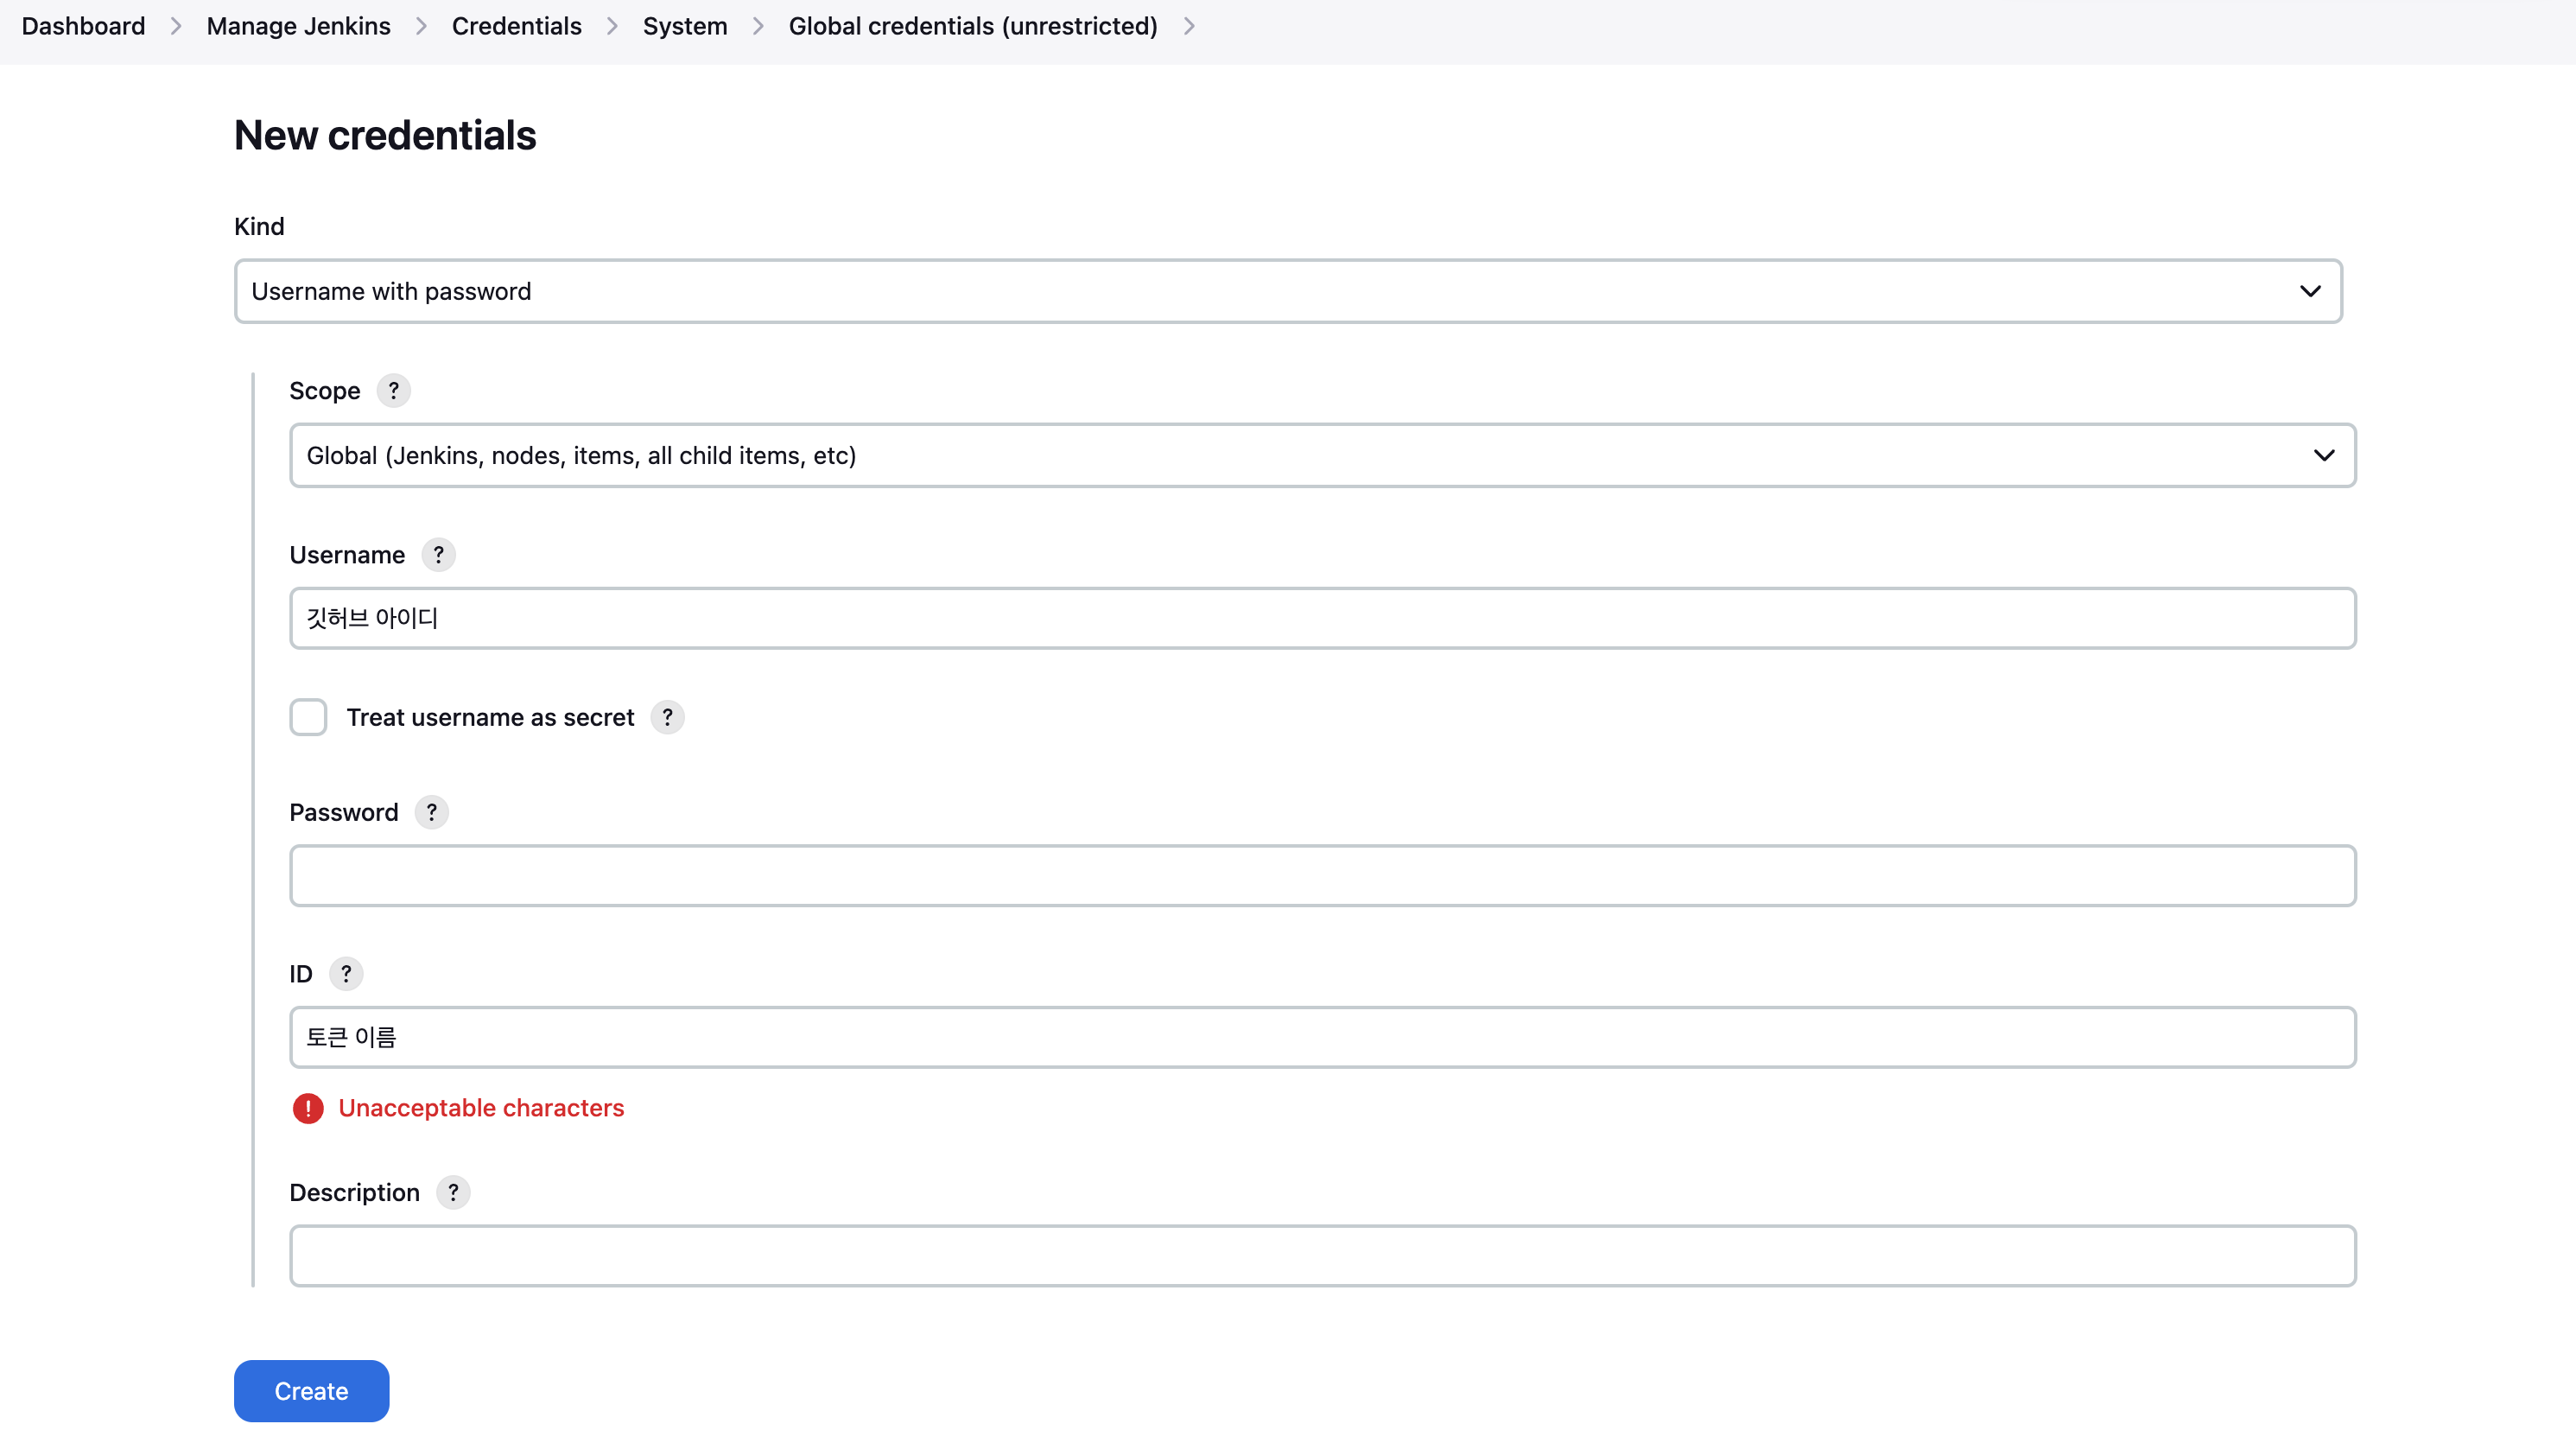 Dashboard > Manage Jenkins > Credentials > System > Global credentials (unrestricted) >
New credentials
Kind
Username with password
Scope ?
Global (Jenkins, nodes, items, all child items, etc)
Username ?
깃허브 아이디
Treat username as secret ?
Password ?
ID ?
토큰 이름
! Unacceptable characters
Description ?
Create